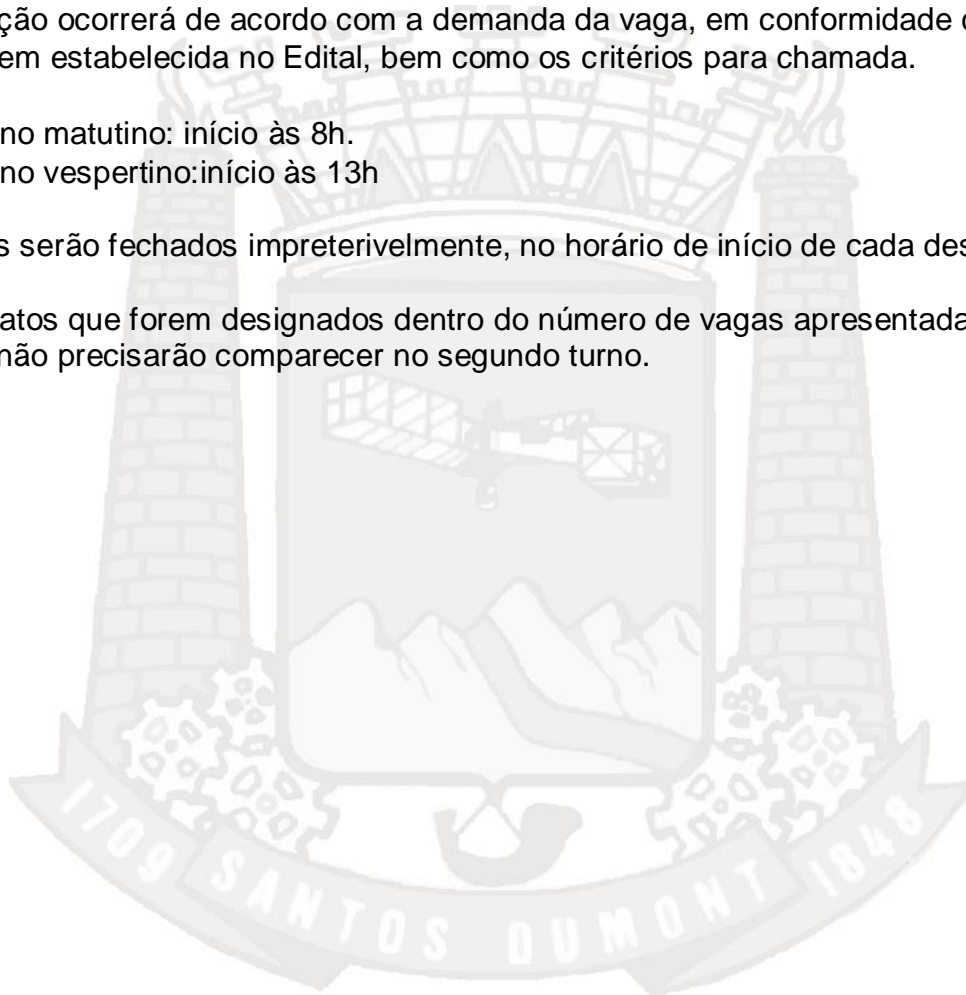 ção ocorrerá de acordo com a demanda da vaga, em conformidade
em estabelecida no Edital, bem como os critérios para chamada.
no matutino: início às 8h.
no vespertino:início às 13h
s serão fechados impreterivelmente, no horário de início de cada des
atos que forem designados dentro do número de vagas apresentada
não precisarão comparecer no segundo turno.
1709 SANTOS DUMONT 1848